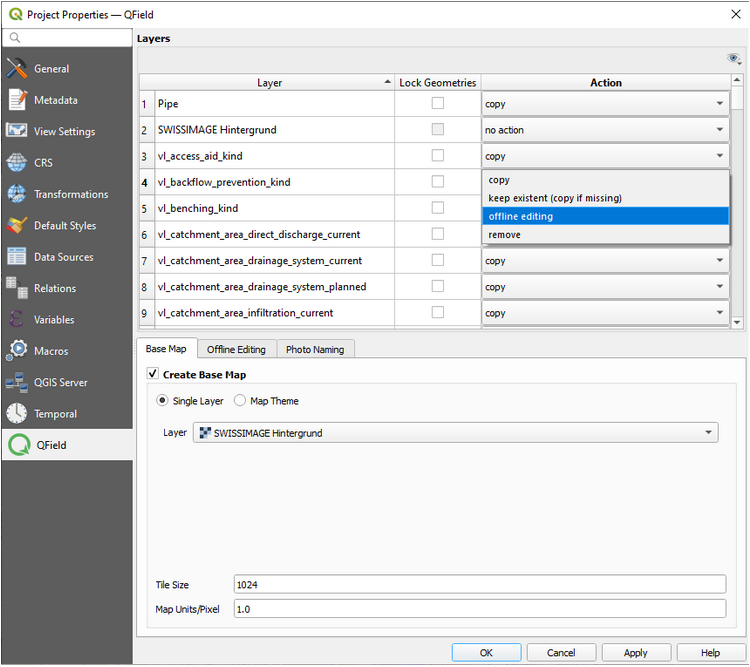 Project Properties — QField
Layers
General
Metadata
View Settings
CRS
Transformations
Default Styles
Data Sources
Relations
Variables
Macros
QGIS Server
Temporal
QField
Layer Lock Geometries Action
1 Pipe copy
2 SWISSIMAGE Hintergrund no action
3 vl_access_aid_kind copy
4 vl_backflow_prevention_kind
5 vl_benching_kind
6 vl_catchment_area_direct_discharge_current
7 vl_catchment_area_drainage_system_current copy
8 vl_catchment_area_drainage_system_planned copy
9 vl_catchment_area_infiltration_current copy
copy
keep existent (copy if missing)
offline editing
remove
Base Map Offline Editing Photo Naming
Create Base Map
Single Layer Map Theme
Layer SWISSIMAGE Hintergrund
Tile Size 1024
Map Units/Pixel 1.0
OK Cancel Apply Help